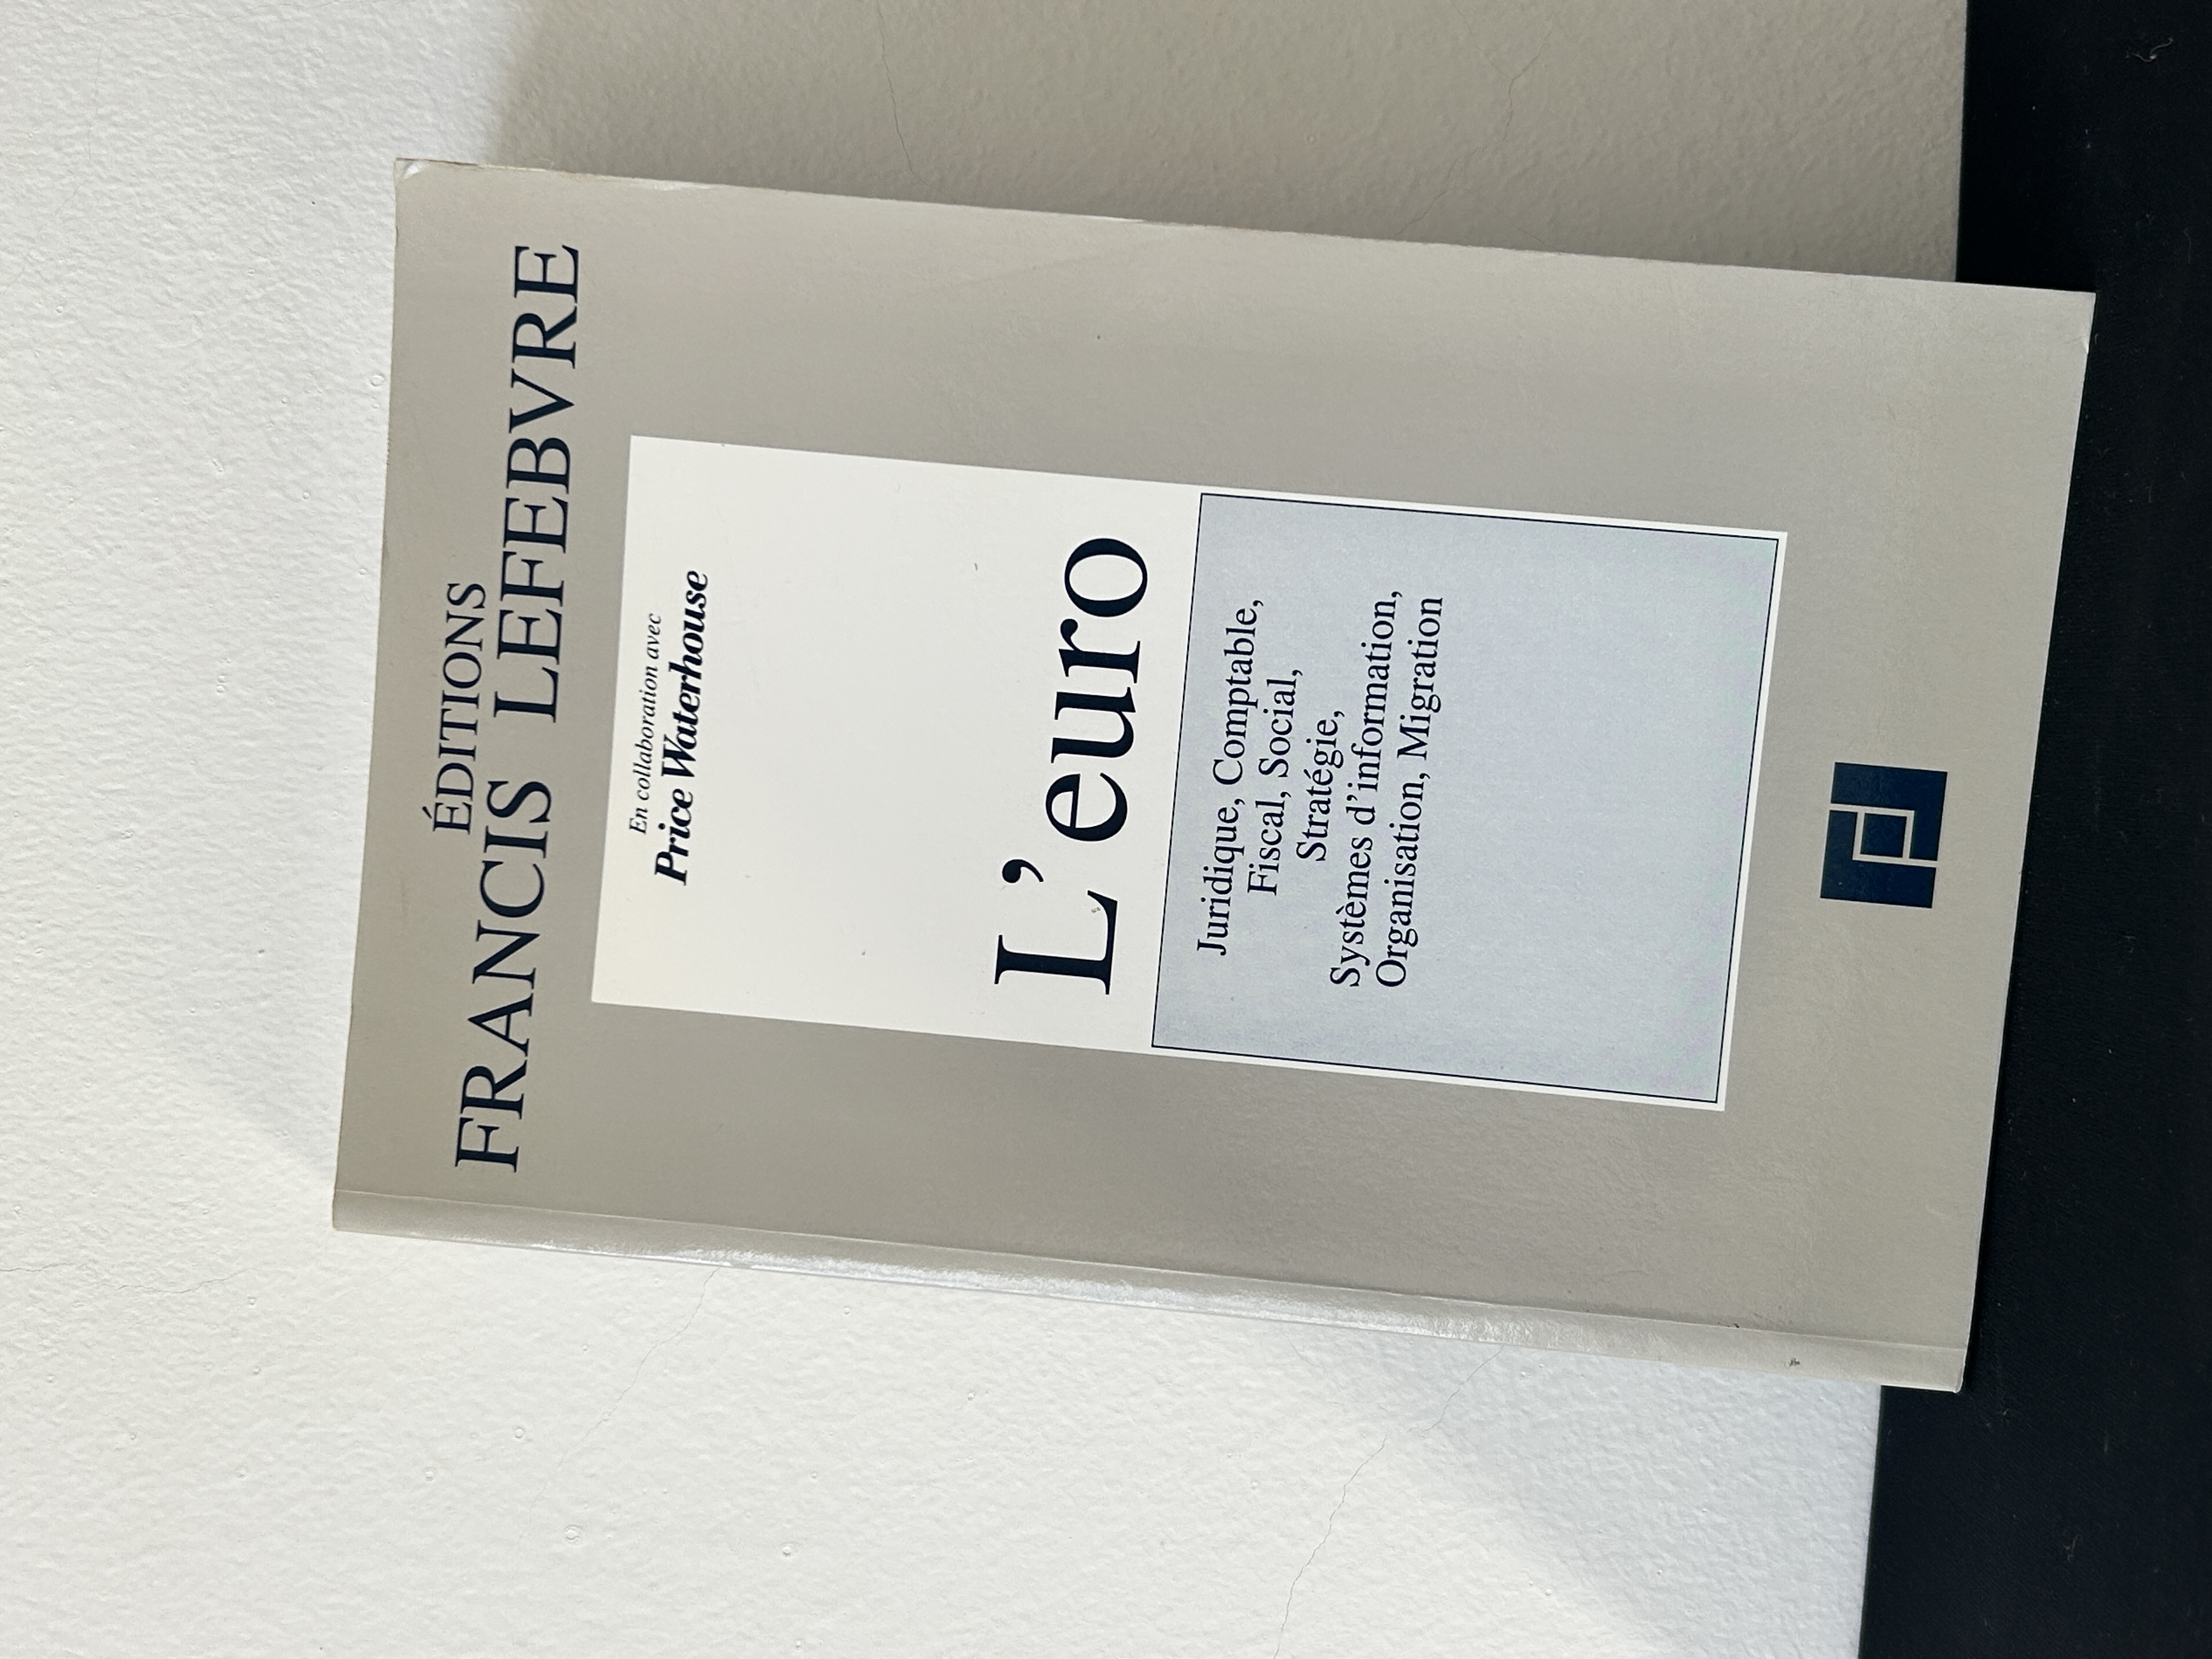 ÉDITIONS
FRANCIS LEFEBVRE
En collaboration avec
Price Waterhouse
L'euro
Juridique, Comptable,
Fiscal, Social,
Stratégie,
Systèmes d'information,
Organisation, Migration